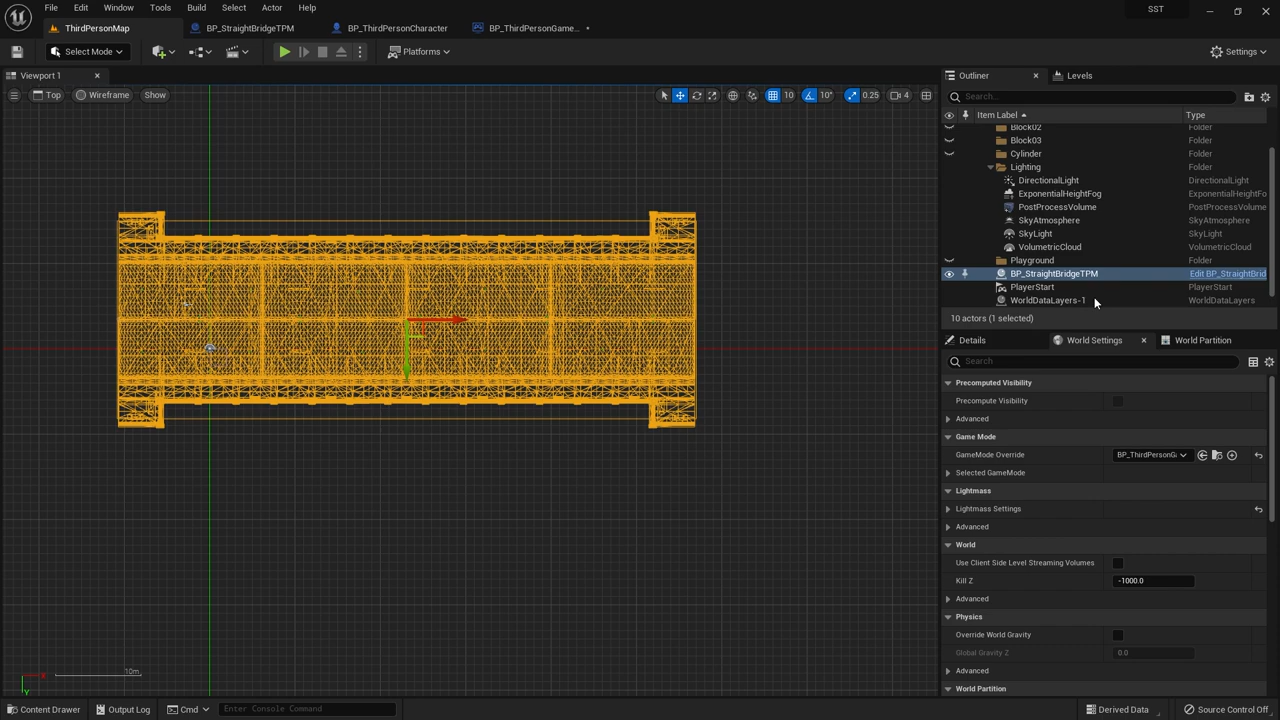 File Edit Window Tools Build Select Actor Help
SST
ThirdPersonMap BP_StraightBridgeTPM BP_ThirdPersonCharacter BP_ThirdPersonGame... •
Select Mode Platforms Settings
Viewport 1
Top Wireframe Show 10 10° 0.25 4
Outliner Levels
Search...
Item Label Type
Block02 Folder
Block03 Folder
Cylinder Folder
Lighting Folder
DirectionalLight DirectionalLight
ExponentialHeightFog ExponentialHeightFo
PostProcessVolume PostProcessVolume
SkyAtmosphere SkyAtmosphere
SkyLight SkyLight
VolumetricCloud VolumetricCloud
Playground Folder
BP_StraightBridgeTPM Edit BP_StraightBrid
PlayerStart PlayerStart
WorldDataLayers-1 WorldDataLayers
10 actors (1 selected)
Details World Settings World Partition
Search
Precomputed Visibility
Precompute Visibility
Advanced
Game Mode
GameMode Override BP_ThirdPersonG
Selected GameMode
Lightmass
Lightmass Settings
Advanced
World
Use Client Side Level Streaming Volumes
Kill Z -1000.0
Advanced
Physics
Override World Gravity
Global Gravity Z 0.0
Advanced
World Partition
10m
X
Y
Content Drawer Output Log Cmd Enter Console Command Derived Data Source Control Off